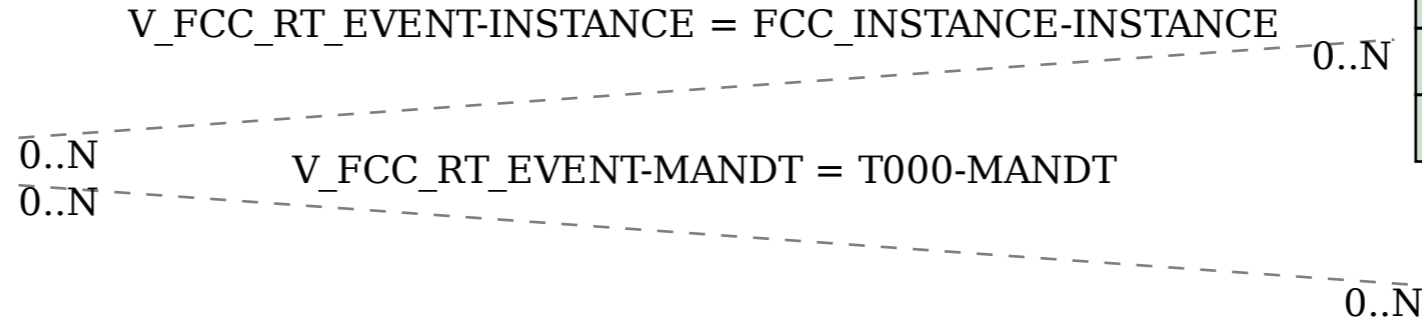 V_FCC_RT_EVENT-INSTANCE = FCC_INSTANCE-INSTANCE
0..N
0..N
V_FCC_RT_EVENT-MANDT = T000-MANDT
0..N
0..N